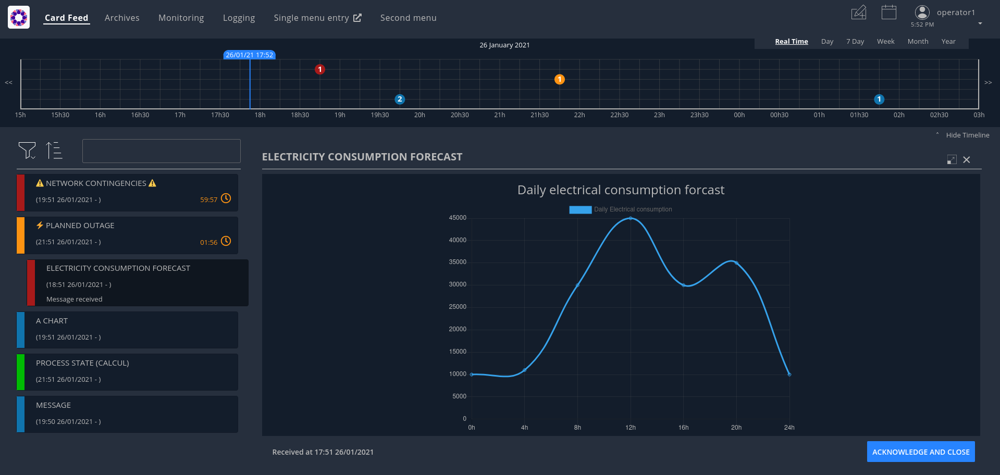 Card Feed Archives Monitoring Logging Single menu entry Second menu
operator1
5:52 PM
Real Time Day 7 Day Week Month Year
26 January 2021
26/01/21 17:52
1
1
<< >>
2 1
15h 15h30 16h 16h30 17h 17h30 18h 18h30 19h 19h30 20h 20h30 21h 21h30 22h 22h30 23h 23h30 00h 00h30 01h 01h30 02h 02h30 03h
Hide Timeline
NETWORK CONTINGENCIES
(19:51 26/01/2021 - ) 59:57
PLANNED OUTAGE
(21:51 26/01/2021 - ) 01:56
ELECTRICITY CONSUMPTION FORECAST
(18:51 26/01/2021 - )
Message received
A CHART
(19:51 26/01/2021 - )
PROCESS STATE (CALCUL)
(21:51 26/01/2021 - )
MESSAGE
(19:50 26/01/2021 - )
ELECTRICITY CONSUMPTION FORECAST
Daily electrical consumption forcast
Daily Electrical consumption
45000
40000
35000
30000
25000
20000
15000
10000
5000
0
0h 4h 8h 12h 16h 20h 24h
Received at 17:51 26/01/2021
ACKNOWLEDGE AND CLOSE